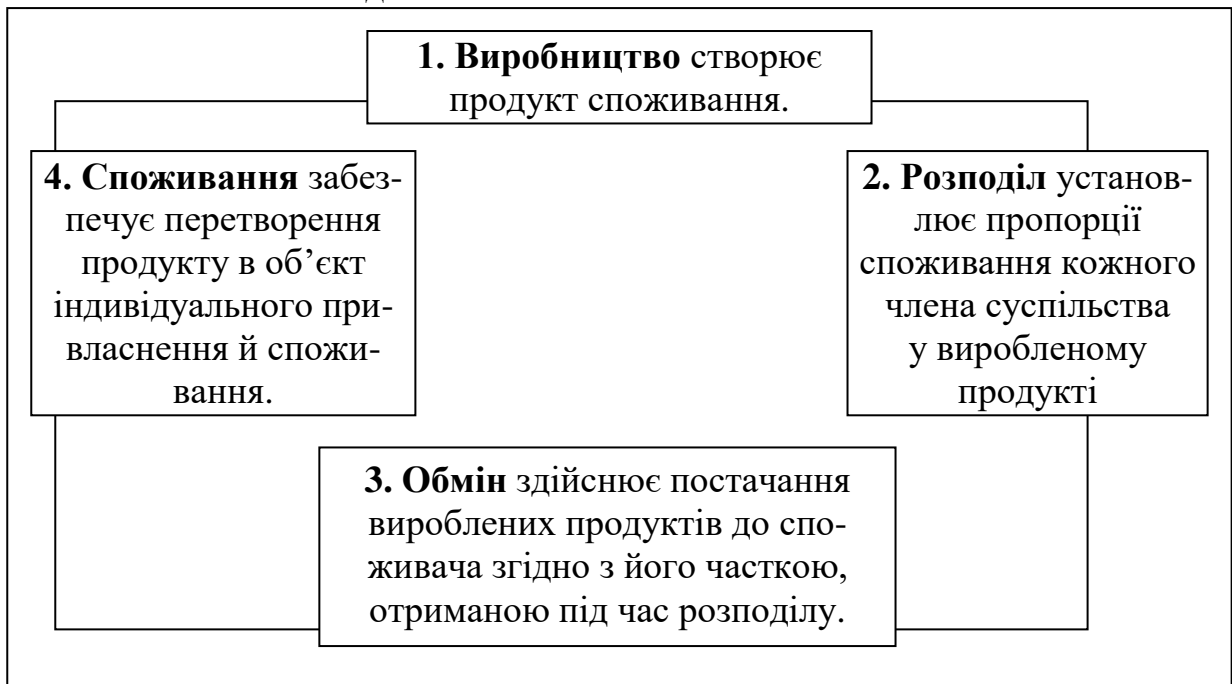 1. Виробництво створює
продукт споживання.
4. Споживання забез-
печує перетворення
продукту в об’єкт
індивідуального при-
власнення й спожи-
вання.
2. Розподіл установ-
лює пропорції
споживання кожного
члена суспільства
у виробленому
продукті
3. Обмін здійснює постачання
вироблених продуктів до спо-
живача згідно з його часткою,
отриманою під час розподілу.